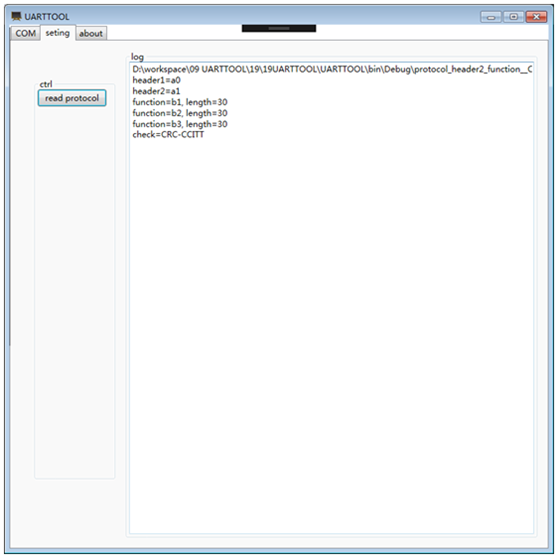 UARTTOOL
COM seting about
log
ctrl
read protocol
D:\workspace\09 UARTTOOL\19\19UARTTOOL\UARTTOOL\bin\Debug\protocol_header2_function__C
header1=a0
header2=a1
function=b1, length=30
function=b2, length=30
function=b3, length=30
check=CRC-CCITT